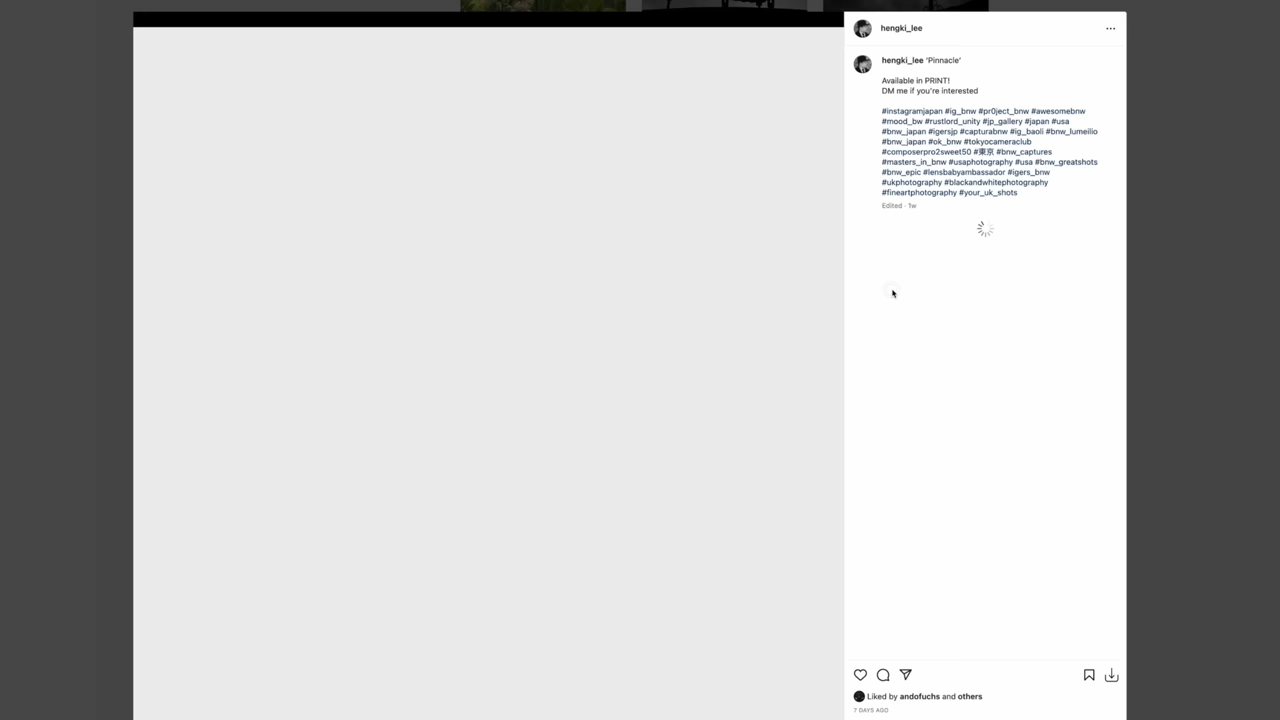 hengki_lee
hengki_lee 'Pinnacle'
Available in PRINT!
DM me if you're interested
#instagramjapan #ig_bnw #pr0ject_bnw #awesomebnw
#mood_bw #rustlord_unity #jp_gallery #japan #usa
#bnw_japan #igersjp #capturabnw #ig_baoli #bnw_lumeilio
#bnw_japan #ok_bnw #tokyocameraclub
#composerpro2sweet50 #東京 #bnw_captures
#masters_in_bnw #usaphotography #usa #bnw_greatshots
#bnw_epic #lensbabyambassador #igers_bnw
#ukphotography #blackandwhitephotography
#fineartphotography #your_uk_shots
Edited · 1w
Liked by andofuchs and others
7 DAYS AGO